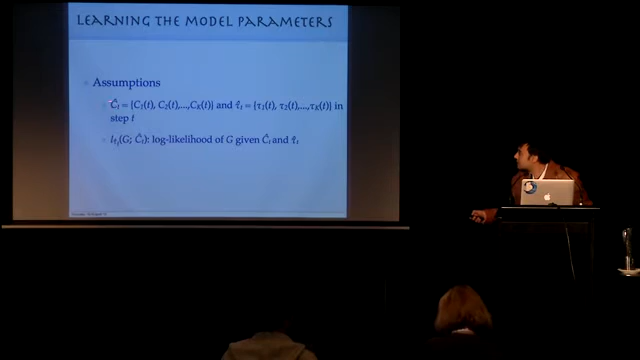 LEARNING THE MODEL PARAMETERS
Assumptions
Ĉt = {C1(t), C2(t),...,CK(t)} and τ̂t = {τ1(t), τ2(t),...,τK(t)} in
step t
lτ̂t(G; Ĉt): log-likelihood of G given Ĉt and τ̂t